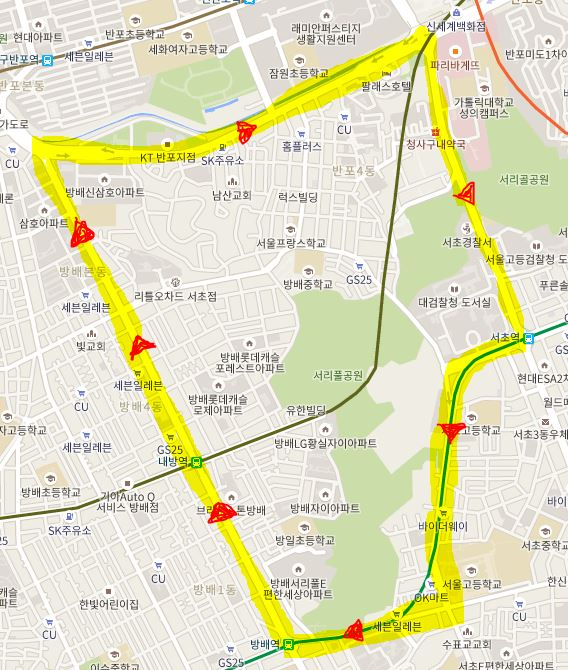 현대아파트
반포초등학교
세화여자고등학교
래미안퍼스티지
생활지원센터
신세계백화점
구반포역
세븐일레븐
반포본동
잠원초등학교
팔래스호텔
파리바게뜨
반포미도1차아
가톨릭대학교
성의캠퍼스
가도로
CU
KT 반포지점
SK주유소
CU
홈플러스
청사구내약국
반포4동
서리골공원
방배신삼호아파트
남산교회
럭스빌딩
삼호아파트
서울프랑스학교
서초경찰서
서울고등검찰청
방배본동
방배중학교
GS25
푸른솔
세븐일레븐
리틀오차드 서초점
대검찰청 도서실
빛교회
방배롯데캐슬
포레스트아파트
서초역
세븐일레븐
서리풀공원
현대ESA2차
CU
방배4동
방배롯데캐슬
로제아파트
유한빌딩
월드메
고등학교
서초3동우체
세븐일레븐
GS25
내방역
방배LG황실자이아파트
방배초등학교
기아Auto Q
서비스 방배점
방배자이아파트
바이더웨이
SK주유소
방일초등학교
서초중학교
CU
방배서리풀E
편한세상아파트
서울고등학교
한신
방배1동
OK마트
한빛어린이집
CU
세븐일레븐
CU
방배역
수표교교회
GS25
이수중학교
서초E편한세상아파